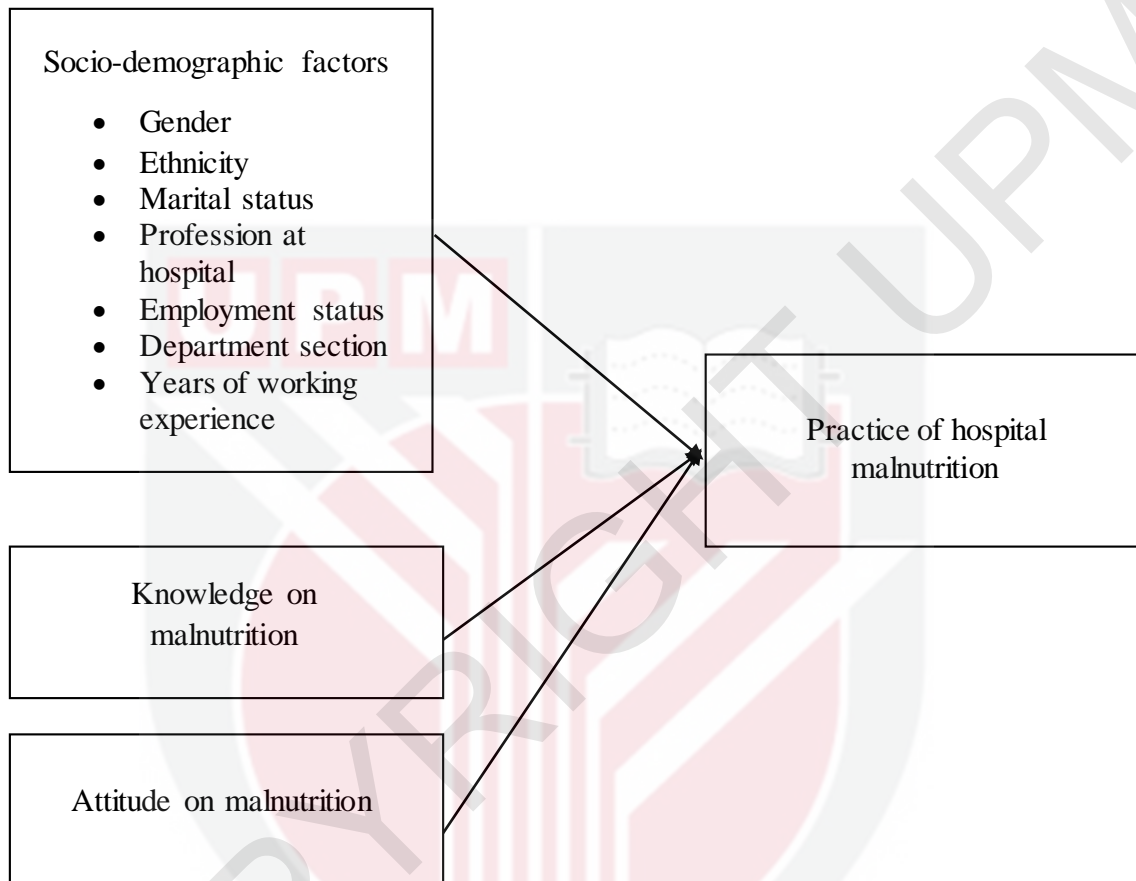 Socio-demographic factors
• Gender
• Ethnicity
• Marital status
• Profession at
hospital
• Employment status
• Department section
• Years of working
experience
Practice of hospital
malnutrition
Knowledge on
malnutrition
Attitude on malnutrition
UPM
PYRIGHT UPM